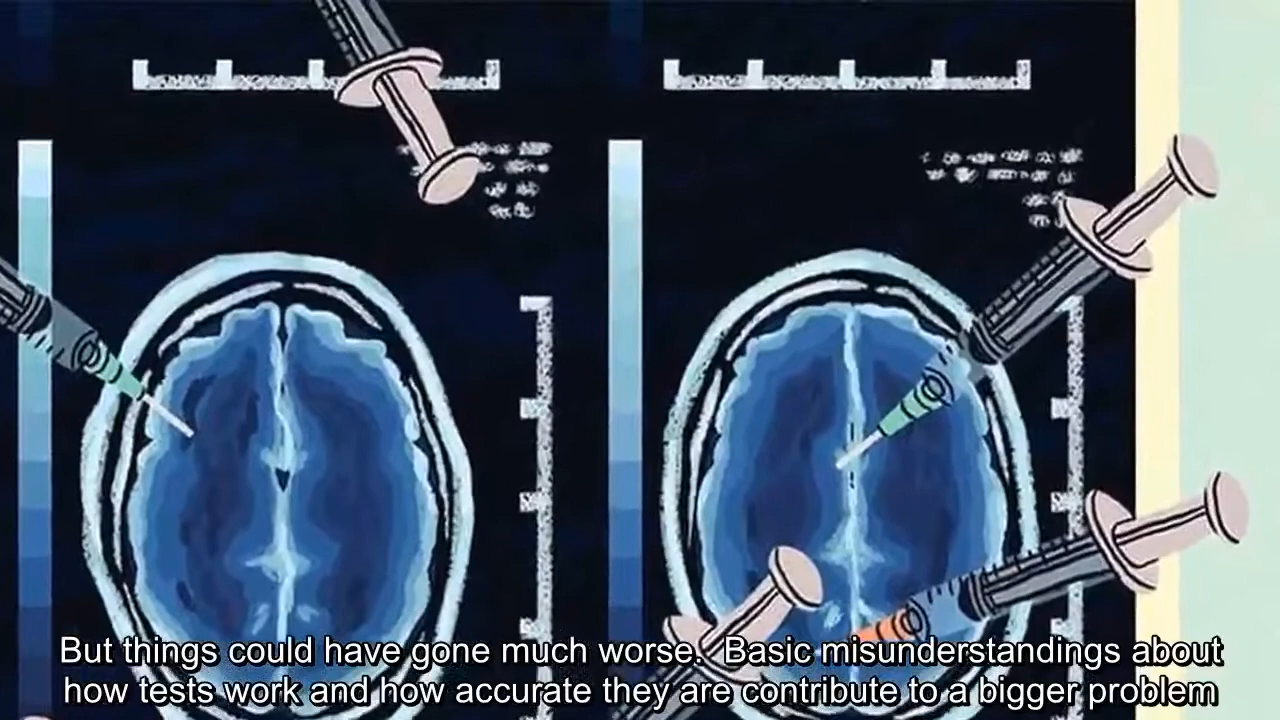 But things could have gone much worse.  Basic misunderstandings about
how tests work and how accurate they are contribute to a bigger problem